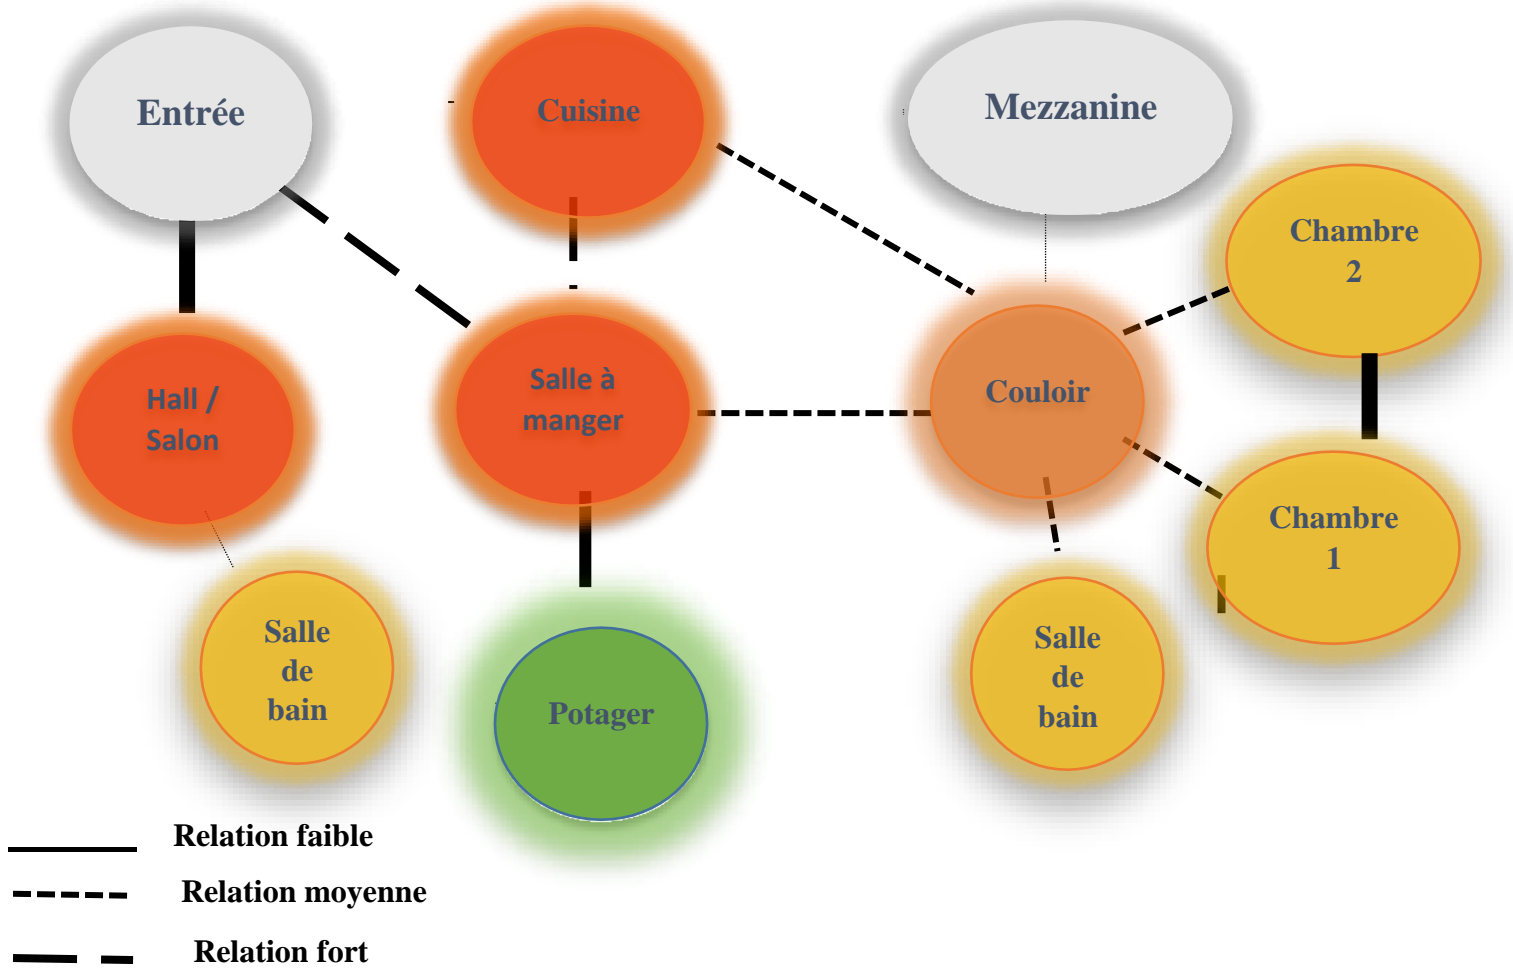 Entrée
Cuisine
Mezzanine
Chambre
2
Hall /
Salon
Salle à
manger
Couloir
Chambre
1
Salle
de
bain
Potager
Salle
de
bain
Relation faible
Relation moyenne
Relation fort